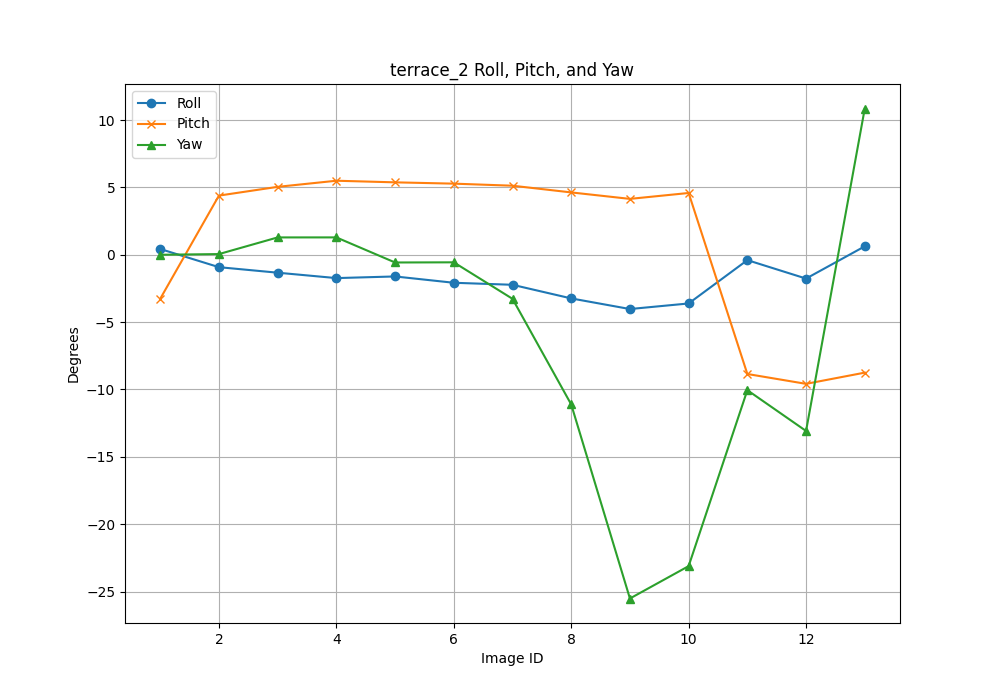 terrace_2 Roll, Pitch, and Yaw
Roll
Pitch
Yaw
10
5
0
−5
−10
−15
−20
−25
Degrees
2 4 6 8 10 12
Image ID